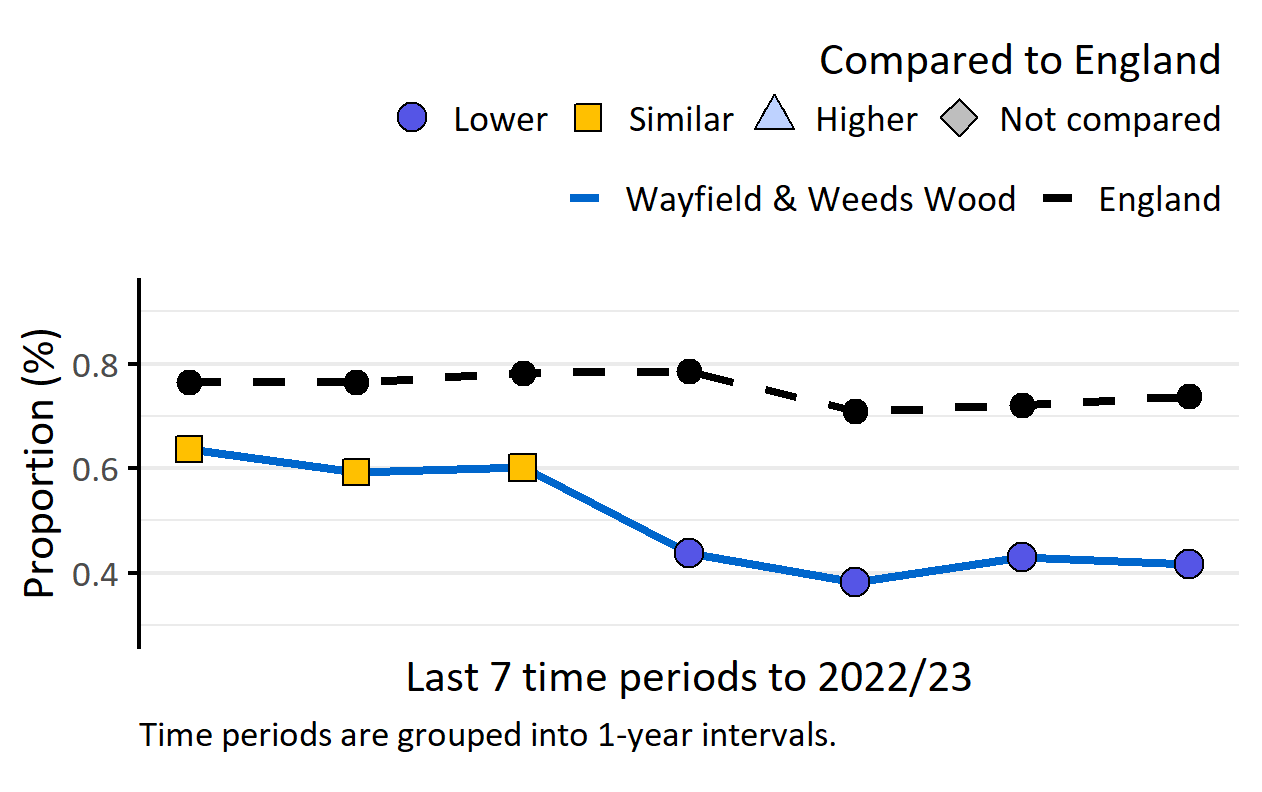 Compared to England
Lower Similar Higher Not compared
Wayfield & Weeds Wood England
Proportion (%)
0.8
0.6
0.4
Last 7 time periods to 2022/23
Time periods are grouped into 1-year intervals.